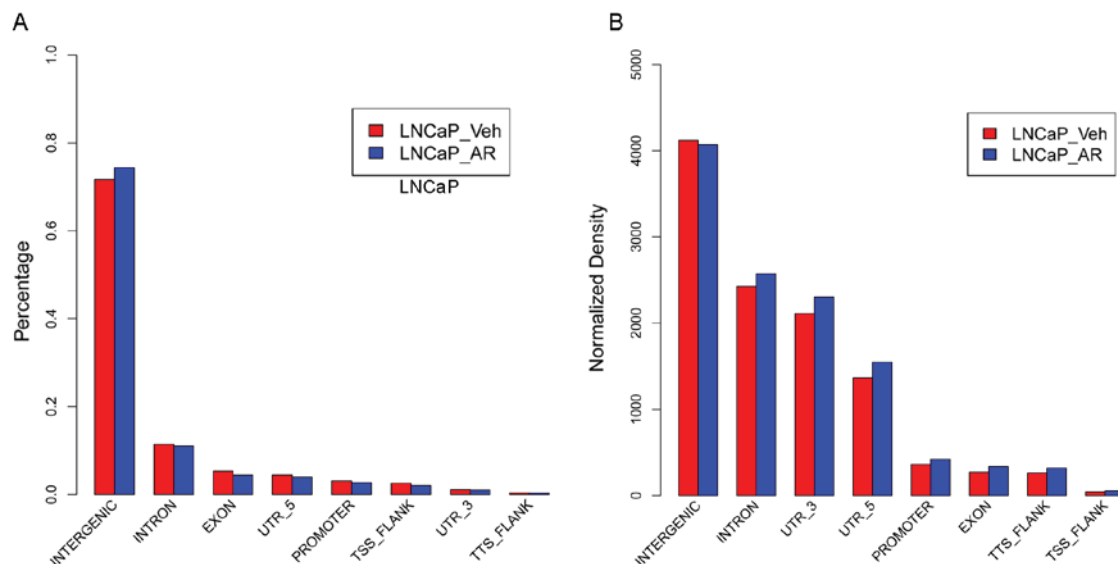 A
Percentage
1.0
0.8
0.6
0.4
0.2
0.0
LNCaP_Veh
LNCaP_AR
LNCaP
INTERGENIC
INTRON
EXON
UTR_5
PROMOTER
TSS_FLANK
UTR_3
TTS_FLANK
B
Normalized Density
5000
4000
3000
2000
1000
0
LNCaP_Veh
LNCaP_AR
INTERGENIC
INTRON
UTR_3
UTR_5
PROMOTER
EXON
TTS_FLANK
TSS_FLANK